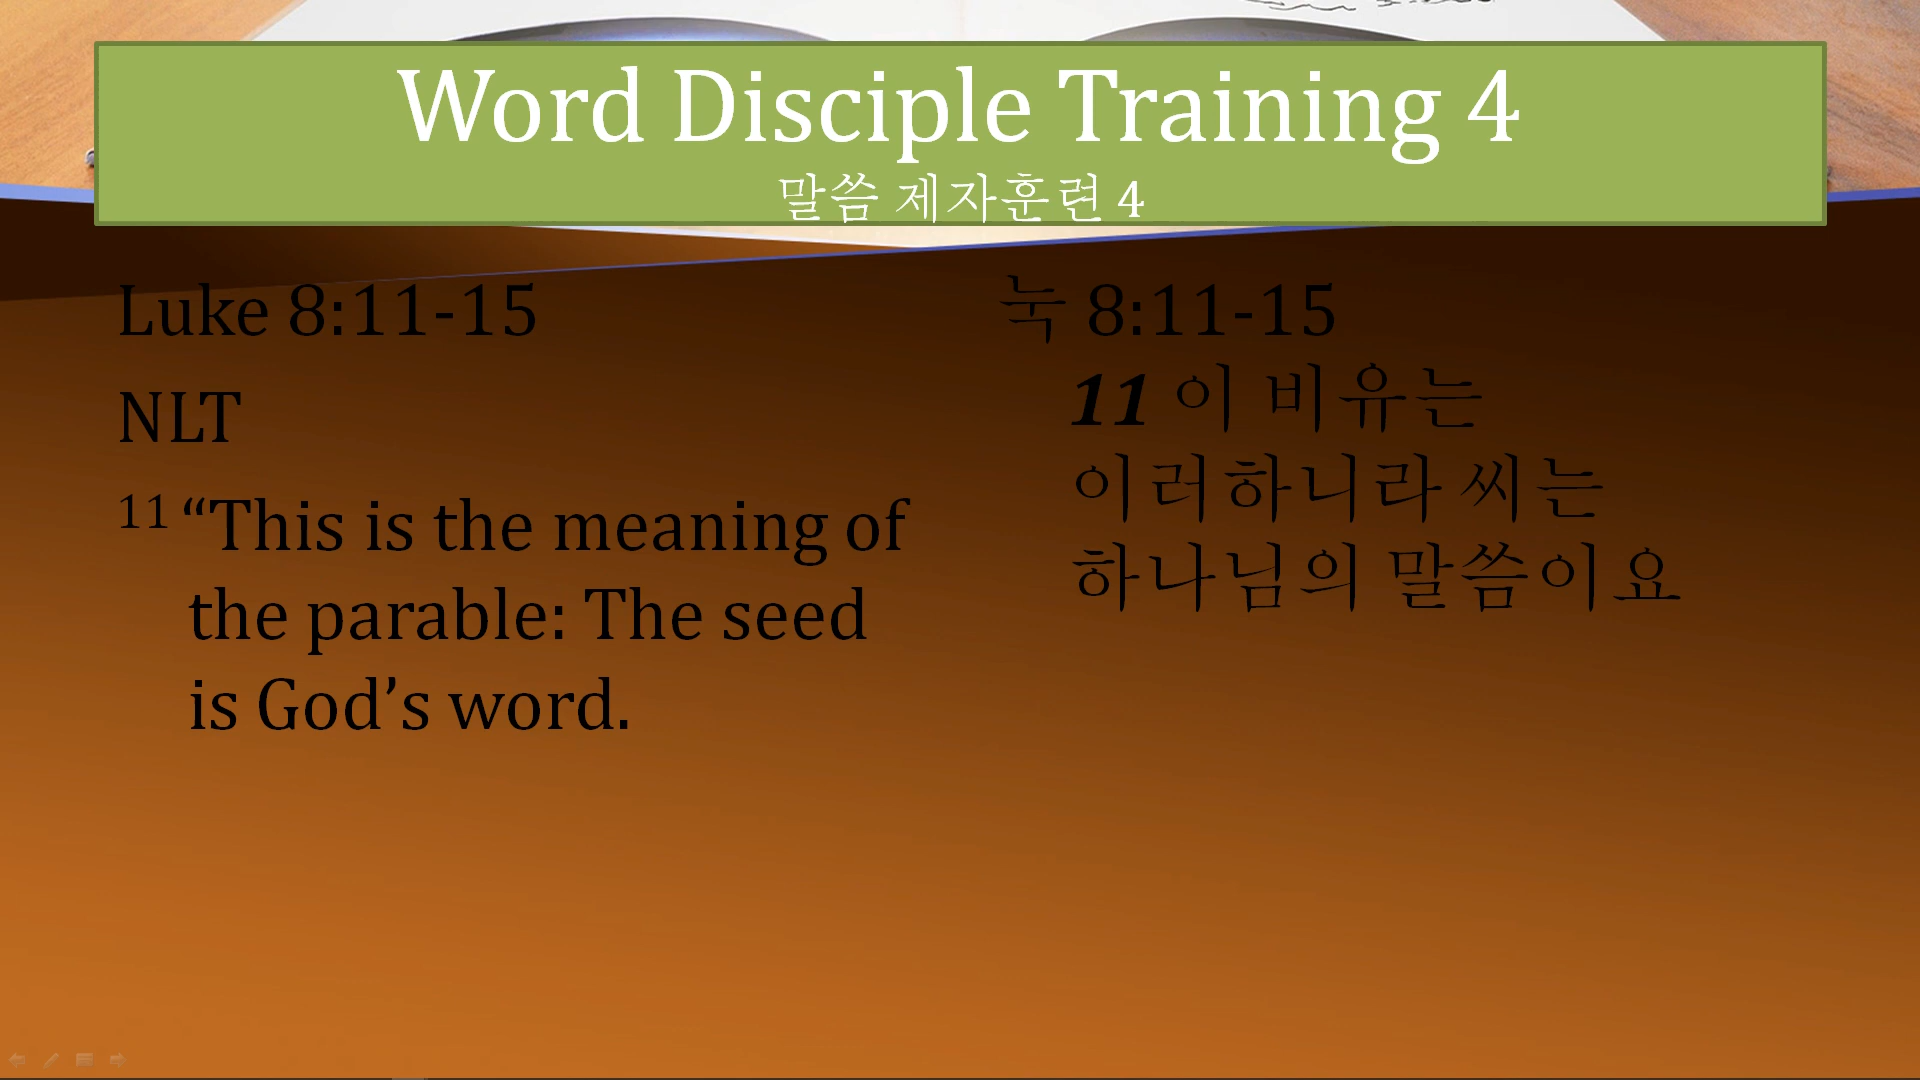 Word Disciple Training 4
말씀 제자훈련 4
Luke 8:11-15
NLT
11 “This is the meaning of
the parable: The seed
is God’s word.
눅 8:11-15
11 이 비유는
이러하니라 씨는
하나님의 말씀이요